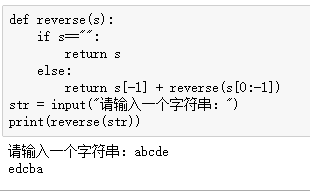 def reverse(s):
    if s=="":
        return s
    else:
        return s[-1] + reverse(s[0:-1])
str = input("请输入一个字符串：")
print(reverse(str))
请输入一个字符串：abcde
edcba